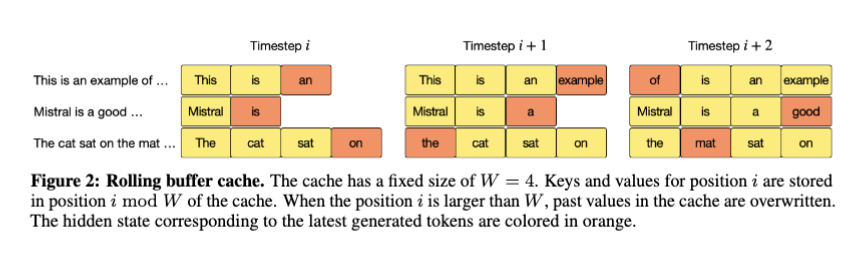 Timestep i Timestep i + 1 Timestep i + 2
This is an example of ... This is an This is an example of is an example
Mistral is a good ... Mistral is Mistral is a Mistral is a good
The cat sat on the mat ... The cat sat on the cat sat on the mat sat on
Figure 2: Rolling buffer cache. The cache has a fixed size of W = 4. Keys and values for position i are stored
in position i mod W of the cache. When the position i is larger than W, past values in the cache are overwritten.
The hidden state corresponding to the latest generated tokens are colored in orange.